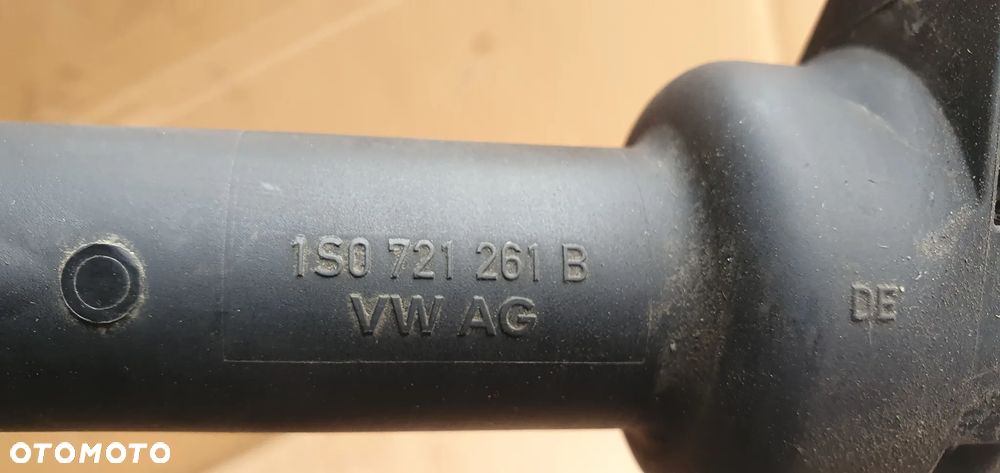 1S0 721 261 B
VW AG
DE
OTOMOTO